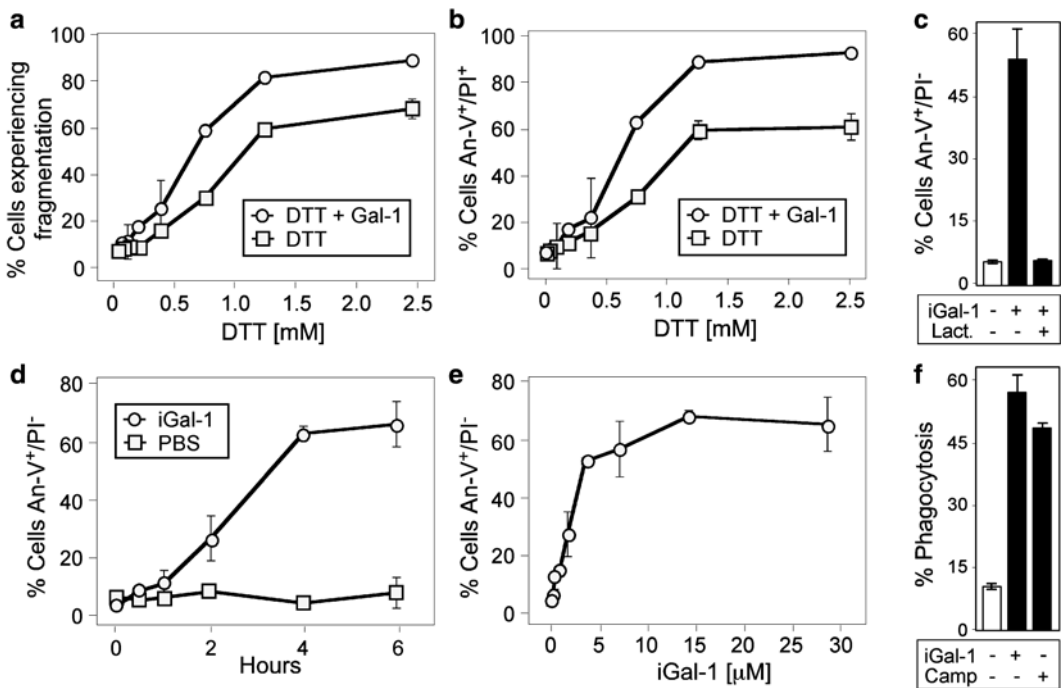 a
% Cells experiencing
fragmentation
100
80
60
40
20
0
DTT + Gal-1
DTT
0
0.5
1.0
1.5
2.0
2.5
DTT [mM]
b
% Cells An-V+/PI+
100
80
60
40
20
0
DTT + Gal-1
DTT
0
0.5
1.0
1.5
2.0
2.5
DTT [mM]
c
% Cells An-V+/PI-
60
45
30
15
0
iGal-1 - + +
Lact. - - +
d
% Cells An-V+/PI-
80
60
40
20
0
iGal-1
PBS
0
2
4
6
Hours
e
% Cells An-V+/PI-
80
60
40
20
0
0
5
10
15
20
25
30
iGal-1 [µM]
f
% Phagocytosis
60
45
30
15
0
iGal-1 - + -
Camp - - +